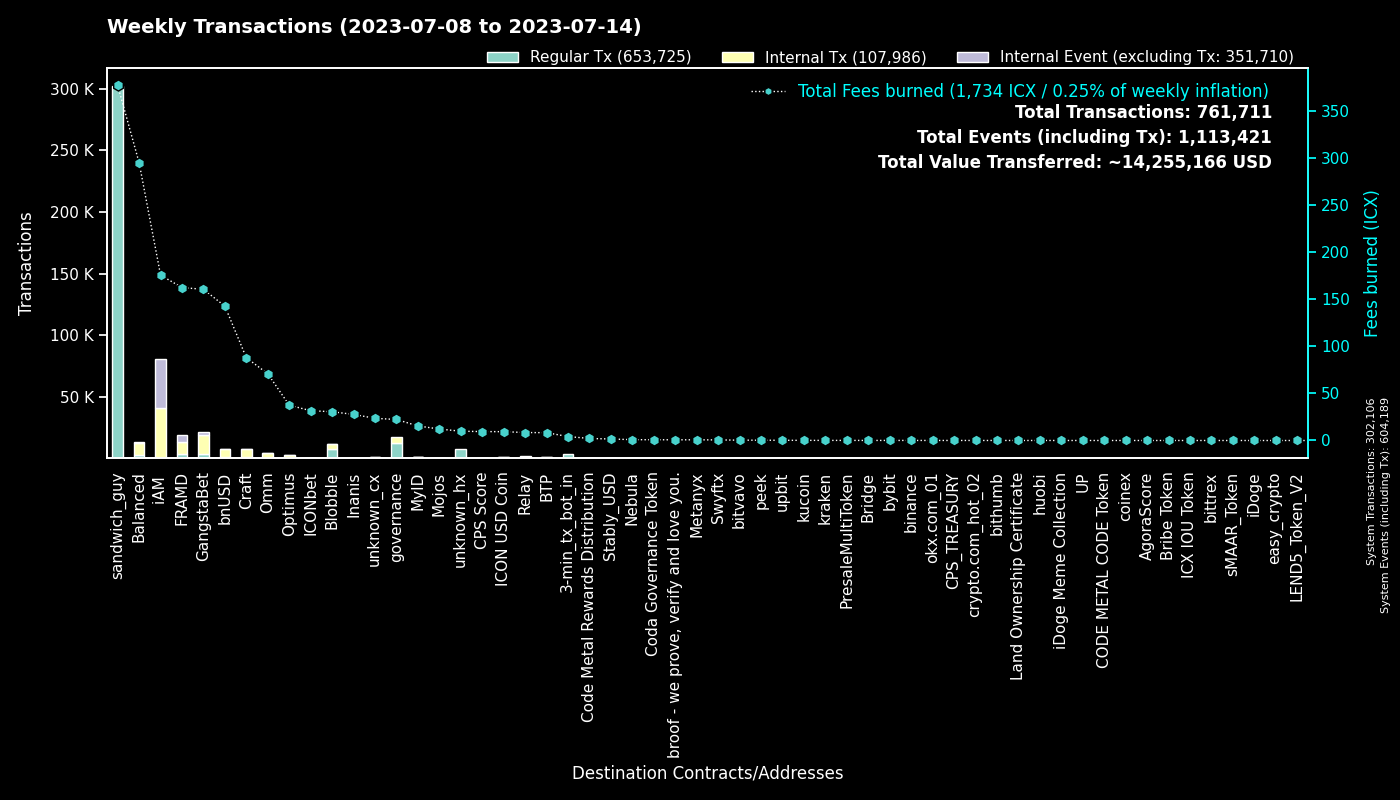 Weekly Transactions (2023-07-08 to 2023-07-14)
Regular Tx (653,725)
Internal Tx (107,986)
Internal Event (excluding Tx: 351,710)
Total Fees burned (1,734 ICX / 0.25% of weekly inflation)
Total Transactions: 761,711
Total Events (including Tx): 1,113,421
Total Value Transferred: ~14,255,166 USD
Transactions
300 K
250 K
200 K
150 K
100 K
50 K
350
300
250
200
150
100
50
0
Fees burned (ICX)
System Transactions: 302,106
System Events (including Tx): 604,189
sandwich_guy
Balanced
iAM
FRAMD
GangstaBet
bnUSD
Craft
Omm
Optimus
ICONbet
Blobble
Inanis
unknown_cx
governance
MyID
Mojos
unknown_hx
CPS Score
ICON USD Coin
Relay
BTP
3-min_tx_bot_in
Code Metal Rewards Distribution
Stably_USD
Nebula
Coda Governance Token
broof - we prove, verify and love you.
Metanyx
Swyftx
bitvavo
peek
upbit
kucoin
kraken
PresaleMultiToken
Bridge
bybit
binance
okx.com_01
CPS_TREASURY
crypto.com_hot_02
bithumb
Land Ownership Certificate
huobi
iDoge Meme Collection
UP
CODE METAL CODE Token
coinex
AgoraScore
Bribe Token
ICX IOU Token
bittrex
sMAAR_Token
iDoge
easy_crypto
LEND5_Token_V2
Destination Contracts/Addresses